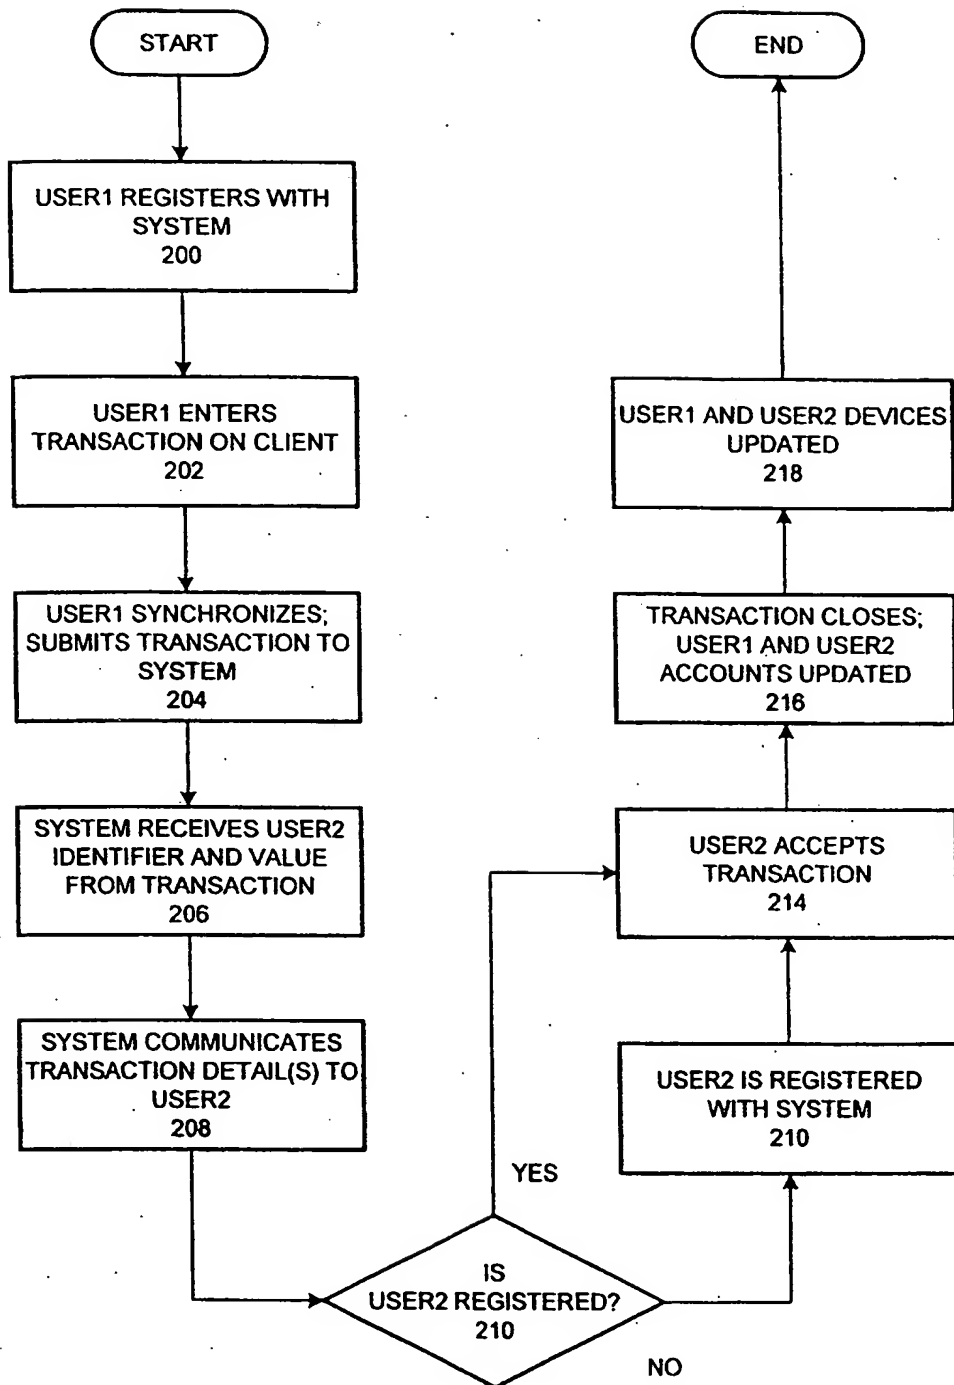 START
USER1 REGISTERS WITH
SYSTEM
200
USER1 ENTERS
TRANSACTION ON CLIENT
202
USER1 SYNCHRONIZES;
SUBMITS TRANSACTION TO
SYSTEM
204
SYSTEM RECEIVES USER2
IDENTIFIER AND VALUE
FROM TRANSACTION
206
SYSTEM COMMUNICATES
TRANSACTION DETAIL(S) TO
USER2
208
IS
USER2 REGISTERED?
210
YES
NO
USER2 IS REGISTERED
WITH SYSTEM
210
USER2 ACCEPTS
TRANSACTION
214
TRANSACTION CLOSES;
USER1 AND USER2
ACCOUNTS UPDATED
216
USER1 AND USER2 DEVICES
UPDATED
218
END